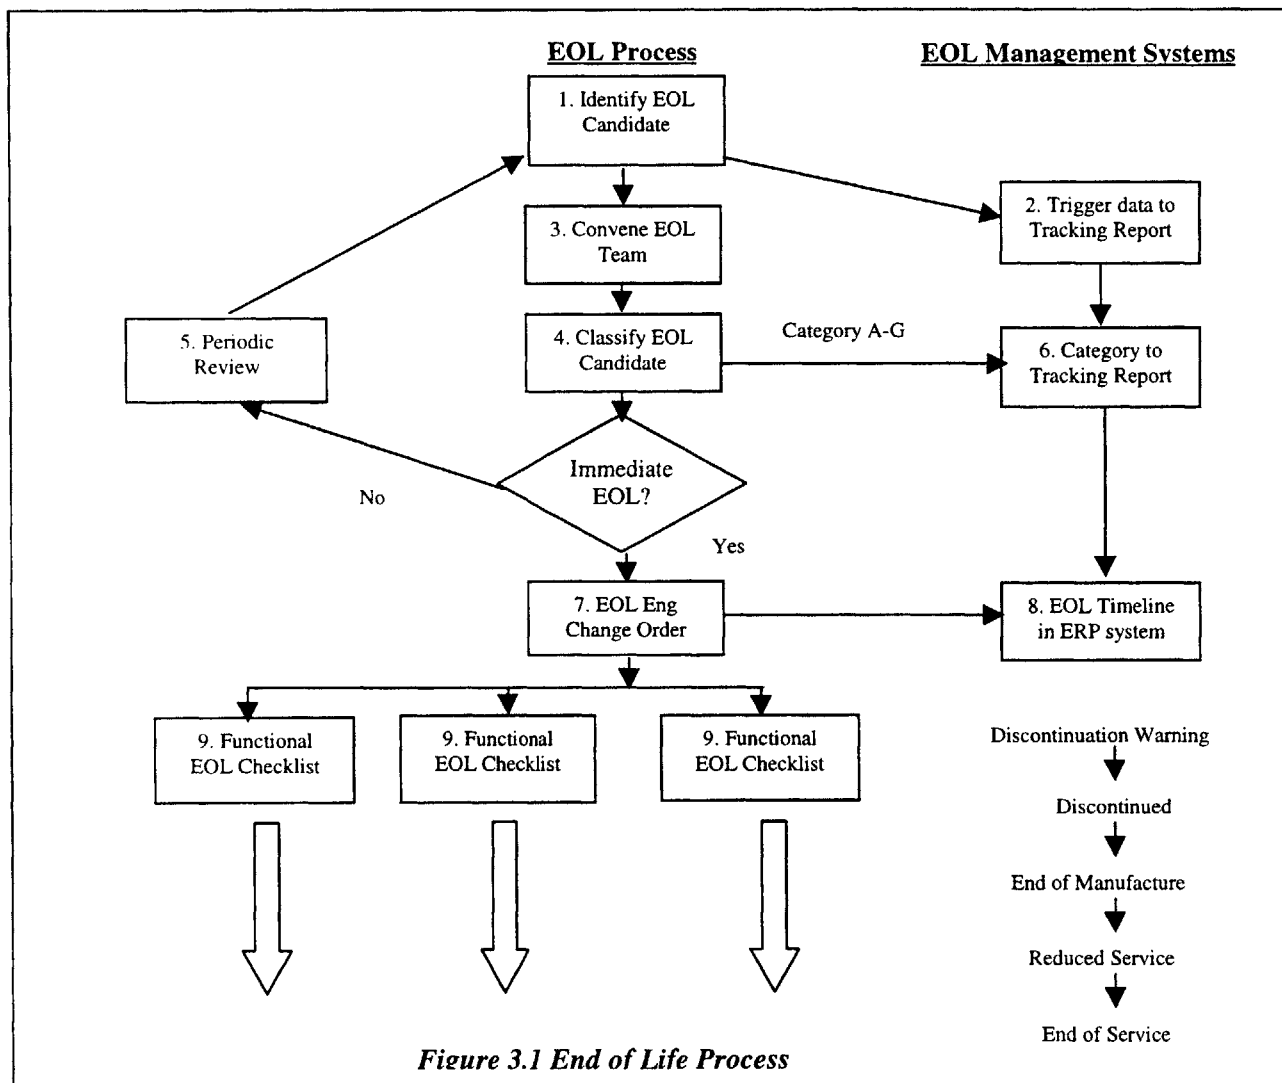 EOL Process
EOL Management Systems
1. Identify EOL
Candidate
2. Trigger data to
Tracking Report
3. Convene EOL
Team
4. Classify EOL
Candidate
Category A-G
5. Periodic
Review
6. Category to
Tracking Report
Immediate
EOL?
No
Yes
7. EOL Eng
Change Order
8. EOL Timeline
in ERP system
9. Functional
EOL Checklist
9. Functional
EOL Checklist
9. Functional
EOL Checklist
Discontinuation Warning
Discontinued
End of Manufacture
Reduced Service
End of Service
Figure 3.1 End of Life Process